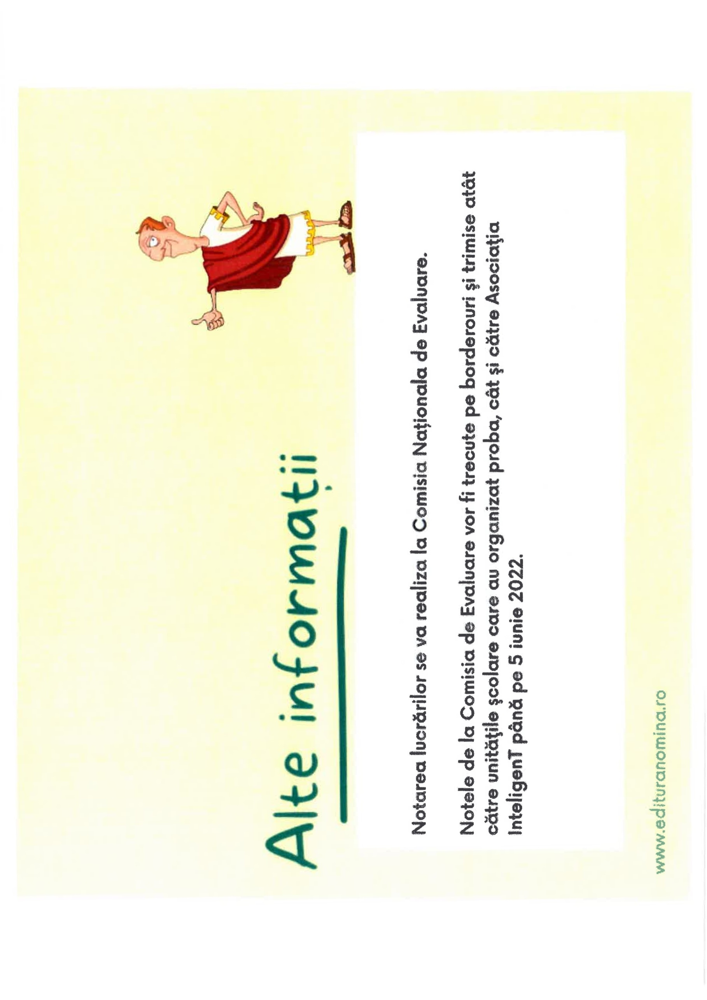 Alte informații
Notarea lucrărilor se va realiza la Comisia Naţionala de Evaluare.
Notele de la Comisia de Evaluare vor fi trecute pe borderouri şi trimise atât
către unităţile şcolare care au organizat proba, cât şi către Asociaţia
InteligenT până pe 5 iunie 2022.
www.edituranomina.ro